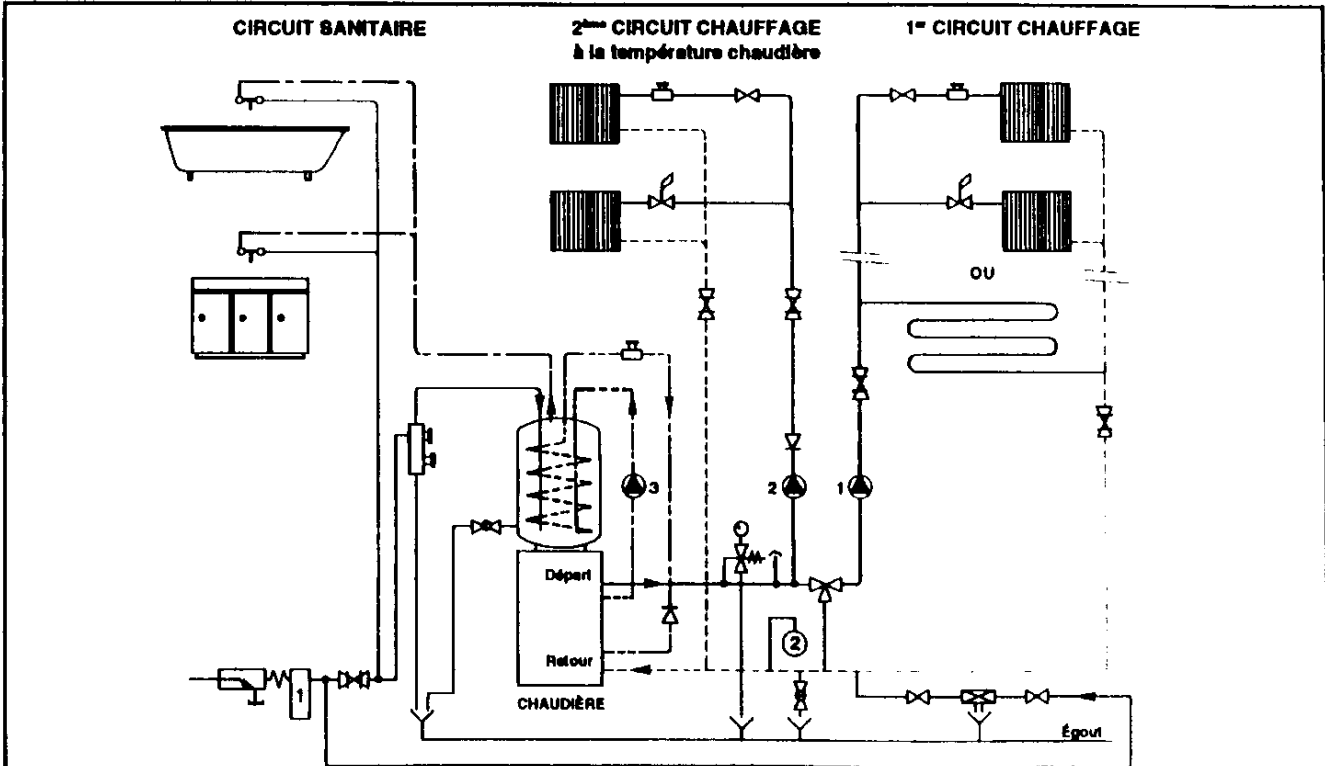 CIRCUIT SANITAIRE
2ème CIRCUIT CHAUFFAGE
à la température chaudière
1er CIRCUIT CHAUFFAGE
OU
3
2
1
Départ
Retour
2
1
CHAUDIÈRE
Égout